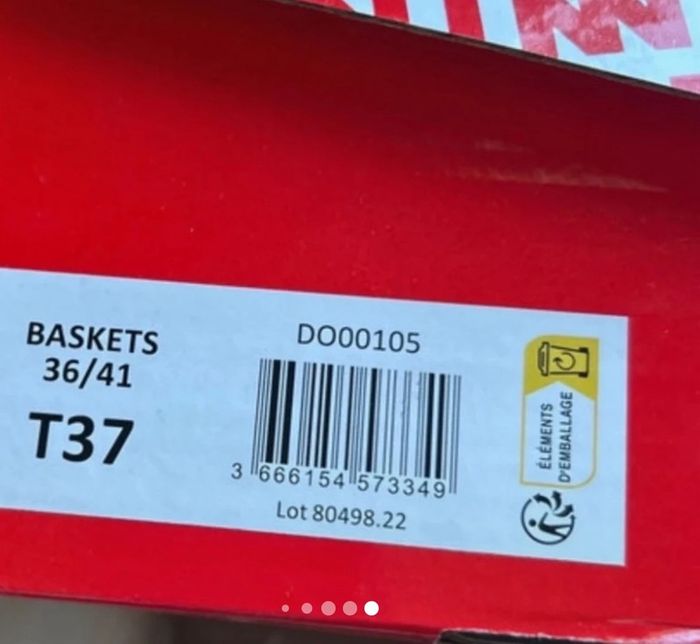 BASKETS
36/41
T37
DO00105
3 666154 573349
Lot 80498.22
ÉLÉMENTS
D'EMBALLAGE